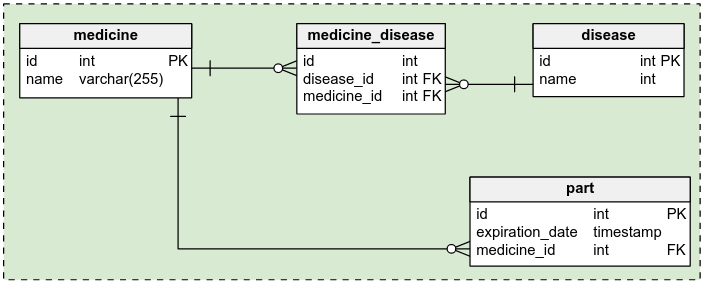 medicine
id int PK
name varchar(255)
medicine_disease
id int
disease_id int FK
medicine_id int FK
disease
id int PK
name int
part
id int PK
expiration_date timestamp
medicine_id int FK